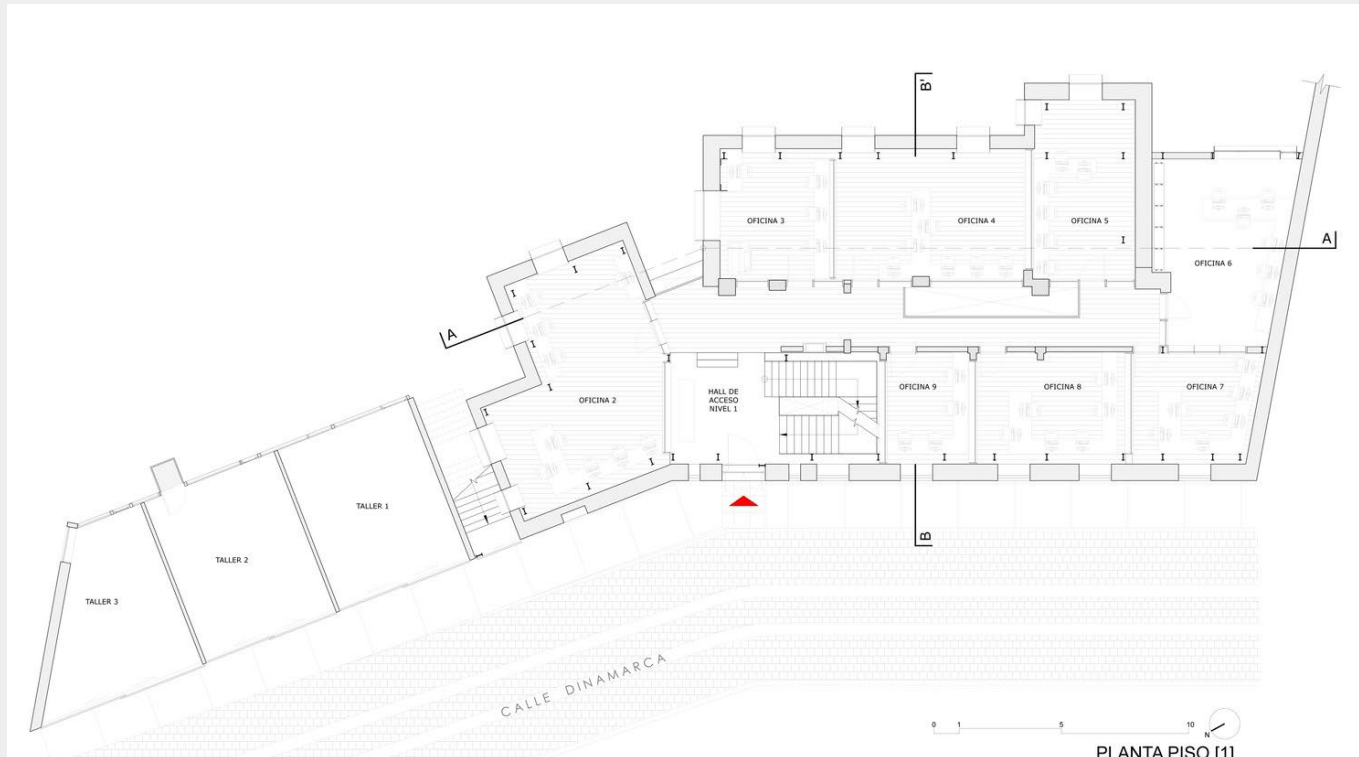 B'
OFICINA 3
OFICINA 4
OFICINA 5
A|
OFICINA 6
A
OFICINA 2
HALL DE
ACCESO
NIVEL 1
OFICINA 9
OFICINA 8
OFICINA 7
TALLER 1
TALLER 2
TALLER 3
B
CALLE DINAMARCA
0 1 5 10
N
PLANTA PISO [1]